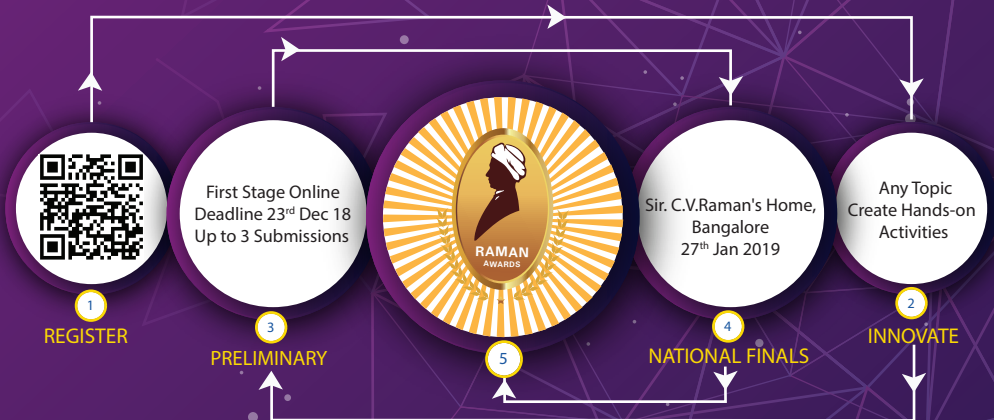 1
REGISTER
First Stage Online
Deadline 23rd Dec 18
Up to 3 Submissions
3
PRELIMINARY
RAMAN
AWARDS
5
Sir. C.V.Raman's Home,
Bangalore
27th Jan 2019
4
NATIONAL FINALS
Any Topic
Create Hands-on
Activities
2
INNOVATE